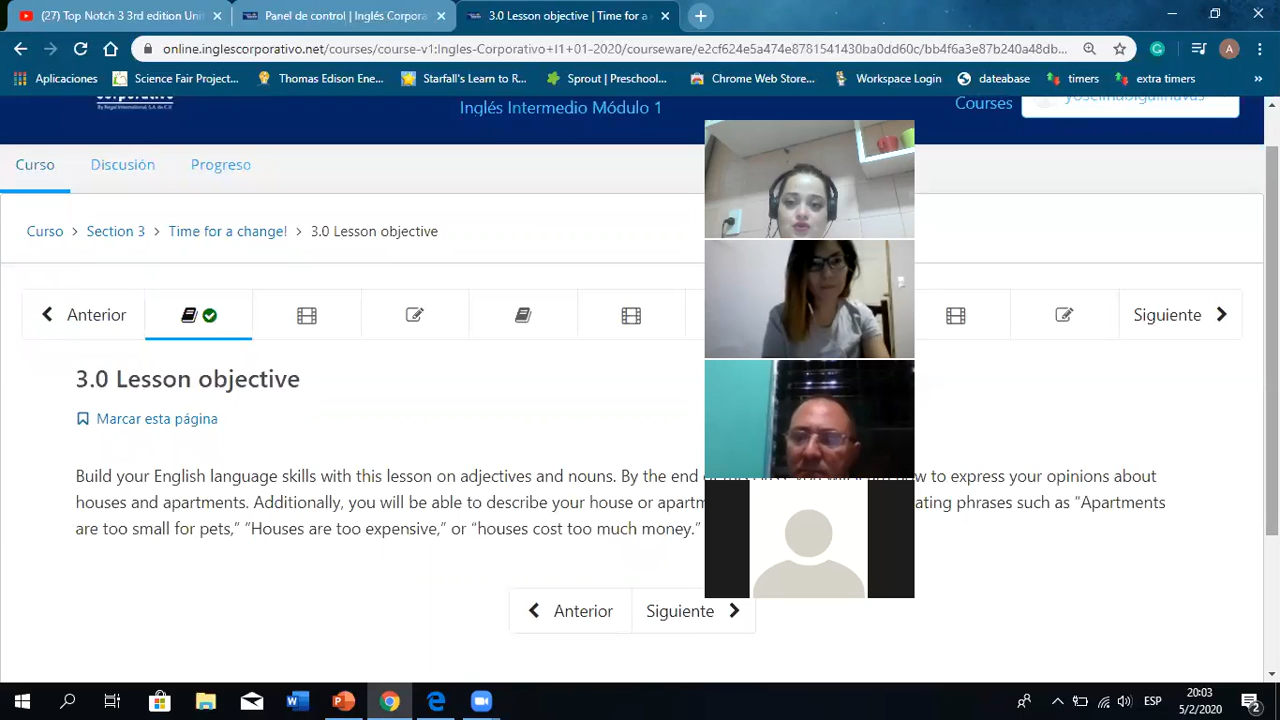 (27) Top Notch 3 3rd edition Uni
Panel de control | Inglés Corpora
3.0 Lesson objective | Time for a
online.inglescorporativo.net/courses/course-v1:Ingles-Corporativo+I1+01-2020/courseware/e2cf624e5a474e8781541430ba0dd60c/bb4f6a3e87b240a48db...
A
Aplicaciones
Science Fair Project...
Thomas Edison Ene...
Starfall's Learn to R...
Sprout | Preschool...
Chrome Web Store...
Workspace Login
dateabase
timers
extra timers
»
By Regal International, S.A. de C.V.
Inglés Intermedio Módulo 1
Courses
Curso
Discusión
Progreso
Curso > Section 3 > Time for a change! > 3.0 Lesson objective
Anterior
Siguiente
3.0 Lesson objective
Marcar esta página
Build your English language skills with this lesson on adjectives and nouns. By the end to express your opinions about
houses and apartments. Additionally, you will be able to describe your house or apartm ating phrases such as "Apartments
are too small for pets," "Houses are too expensive," or "houses cost too much money."
Anterior
Siguiente
ESP
20:03
5/2/2020
2